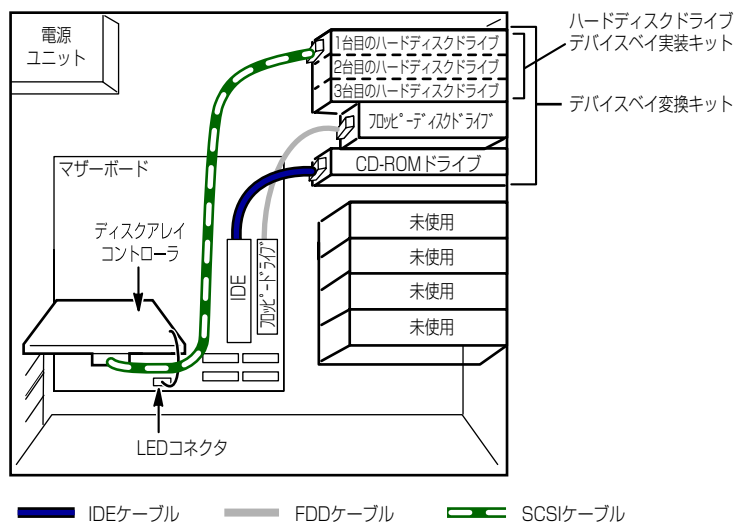 電源
ユニット
ハードディスクドライブ
デバイスベイ実装キット
1台目のハードディスクドライブ
2台目のハードディスクドライブ
3台目のハードディスクドライブ
デバイスベイ変換キット
フロッピーディスクドライブ
マザーボード
CD-ROMドライブ
ディスクアレイ
コントローラ
IDE
フロッピードライブ
未使用
未使用
未使用
未使用
LEDコネクタ
IDEケーブル
FDDケーブル
SCSIケーブル